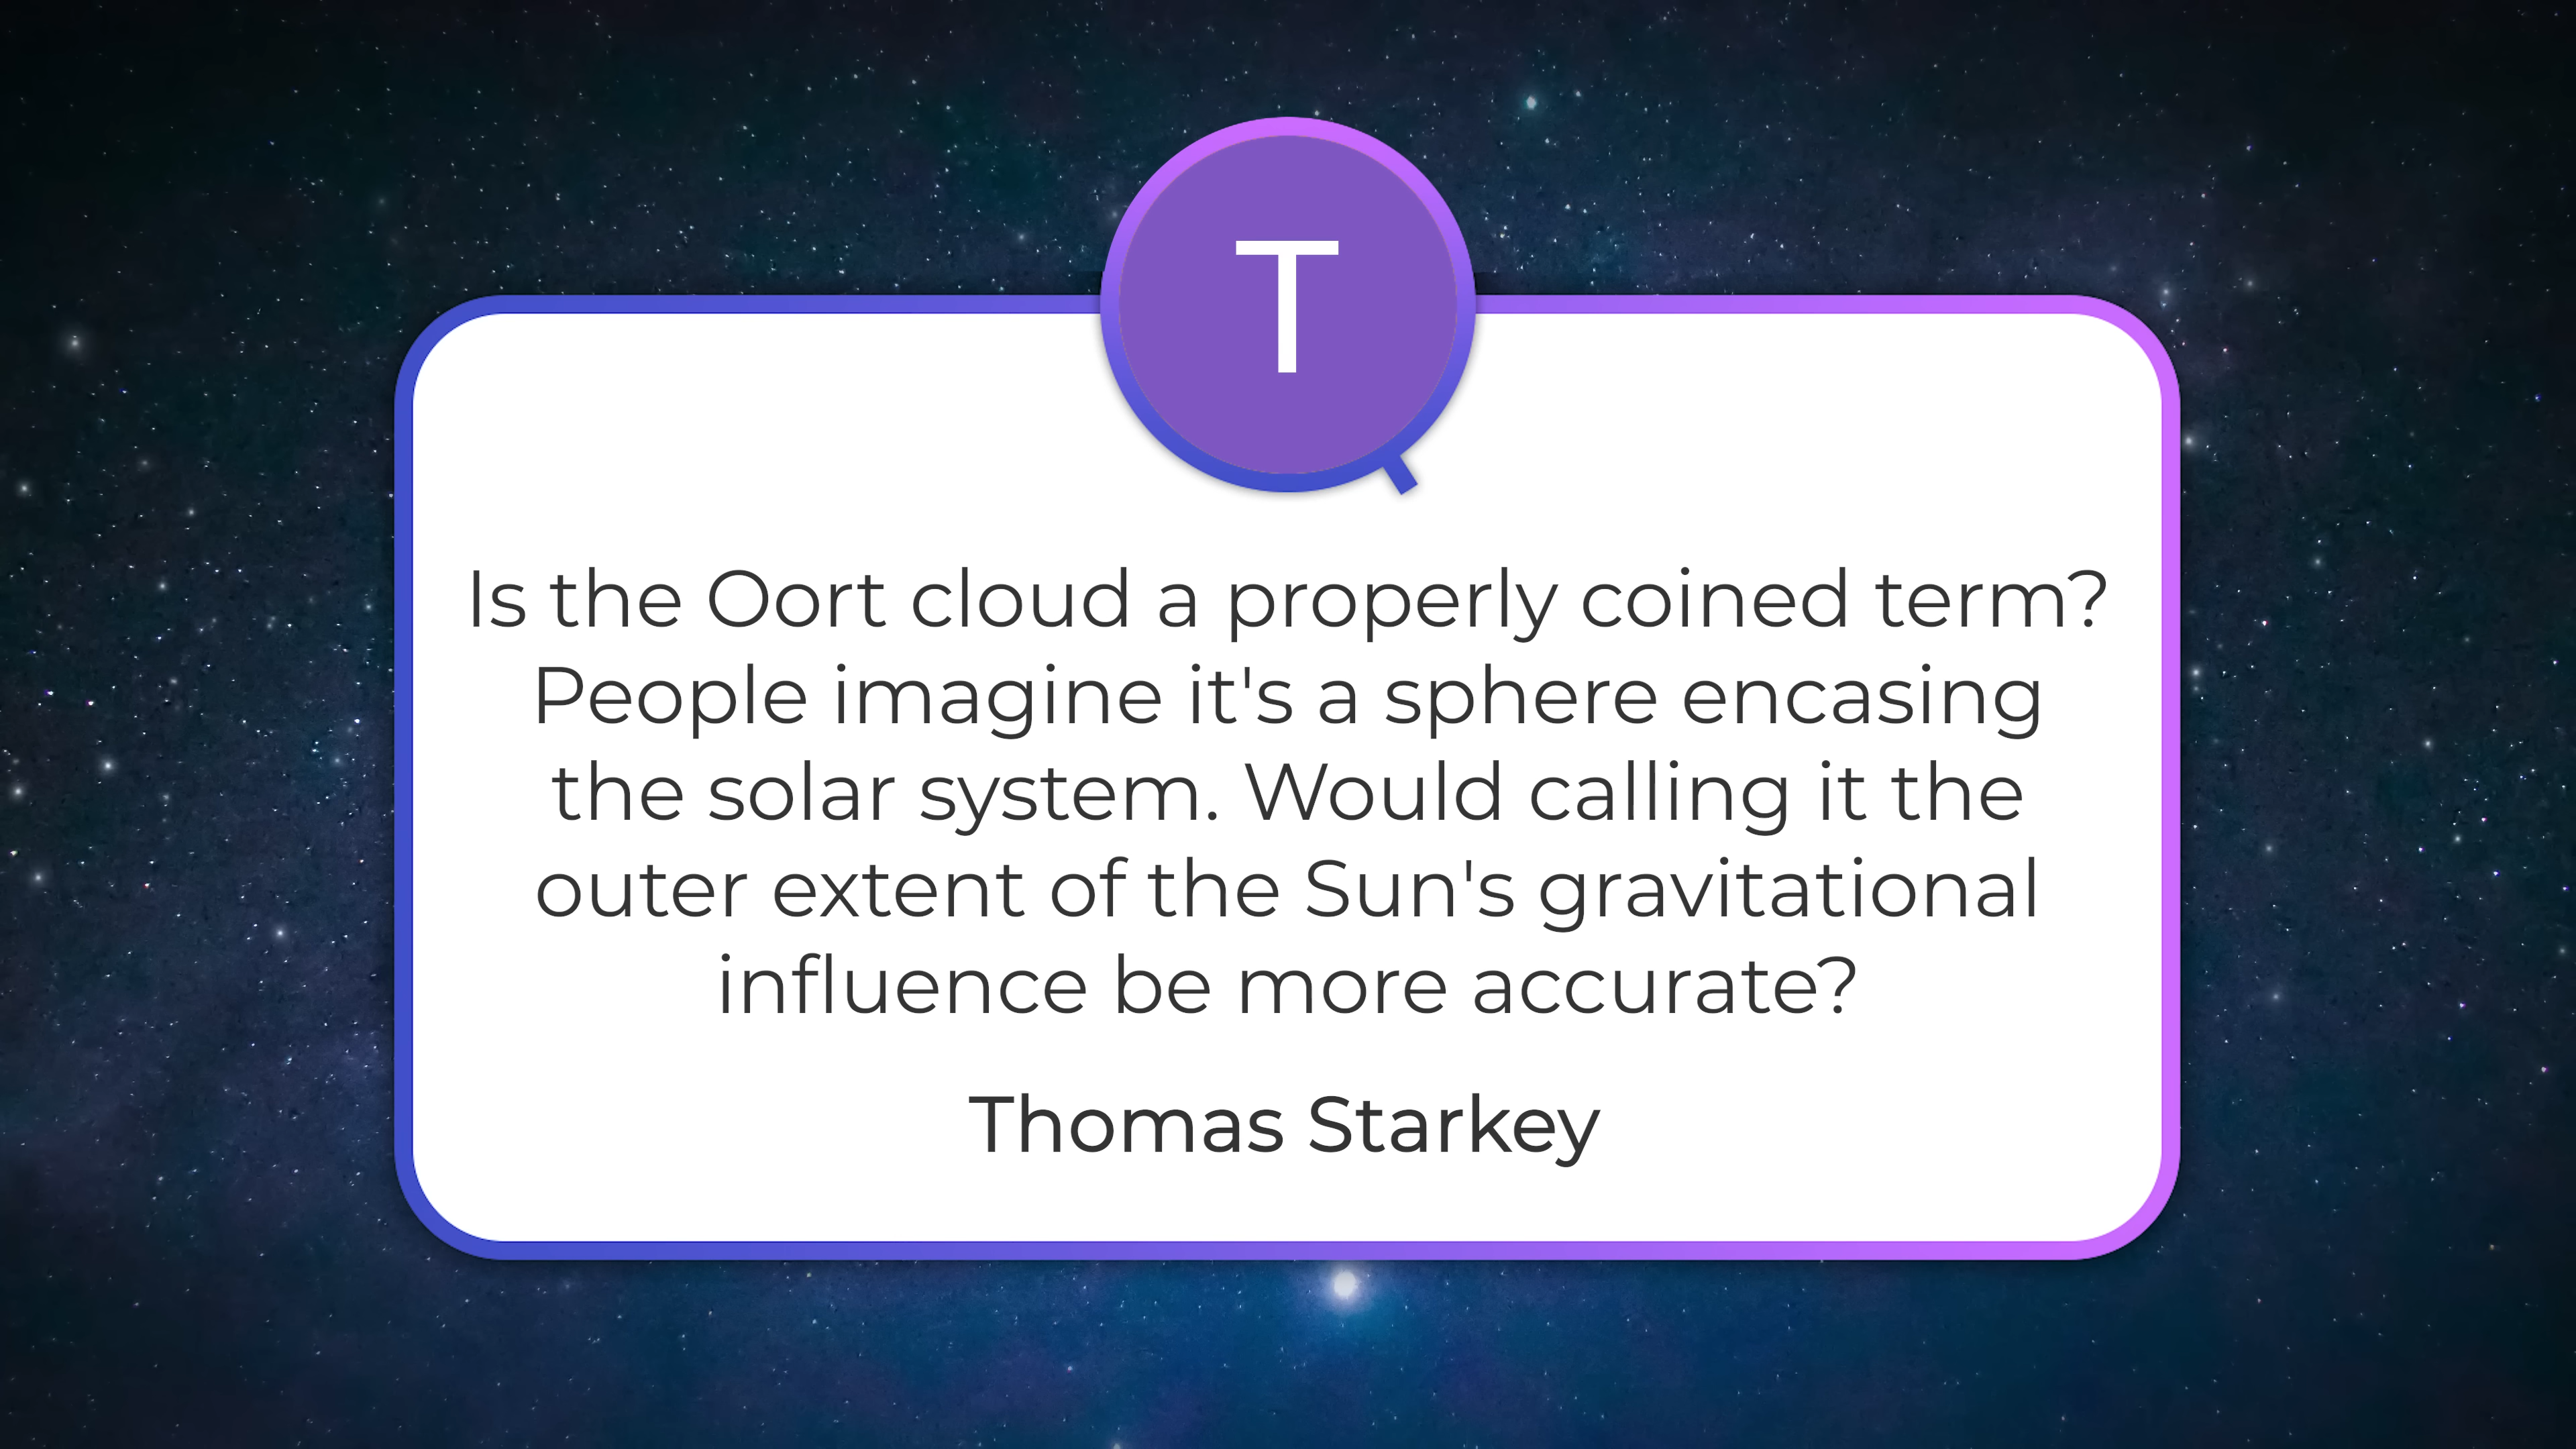 T
Is the Oort cloud a properly coined term?
People imagine it's a sphere encasing
the solar system. Would calling it the
outer extent of the Sun's gravitational
influence be more accurate?
Thomas Starkey